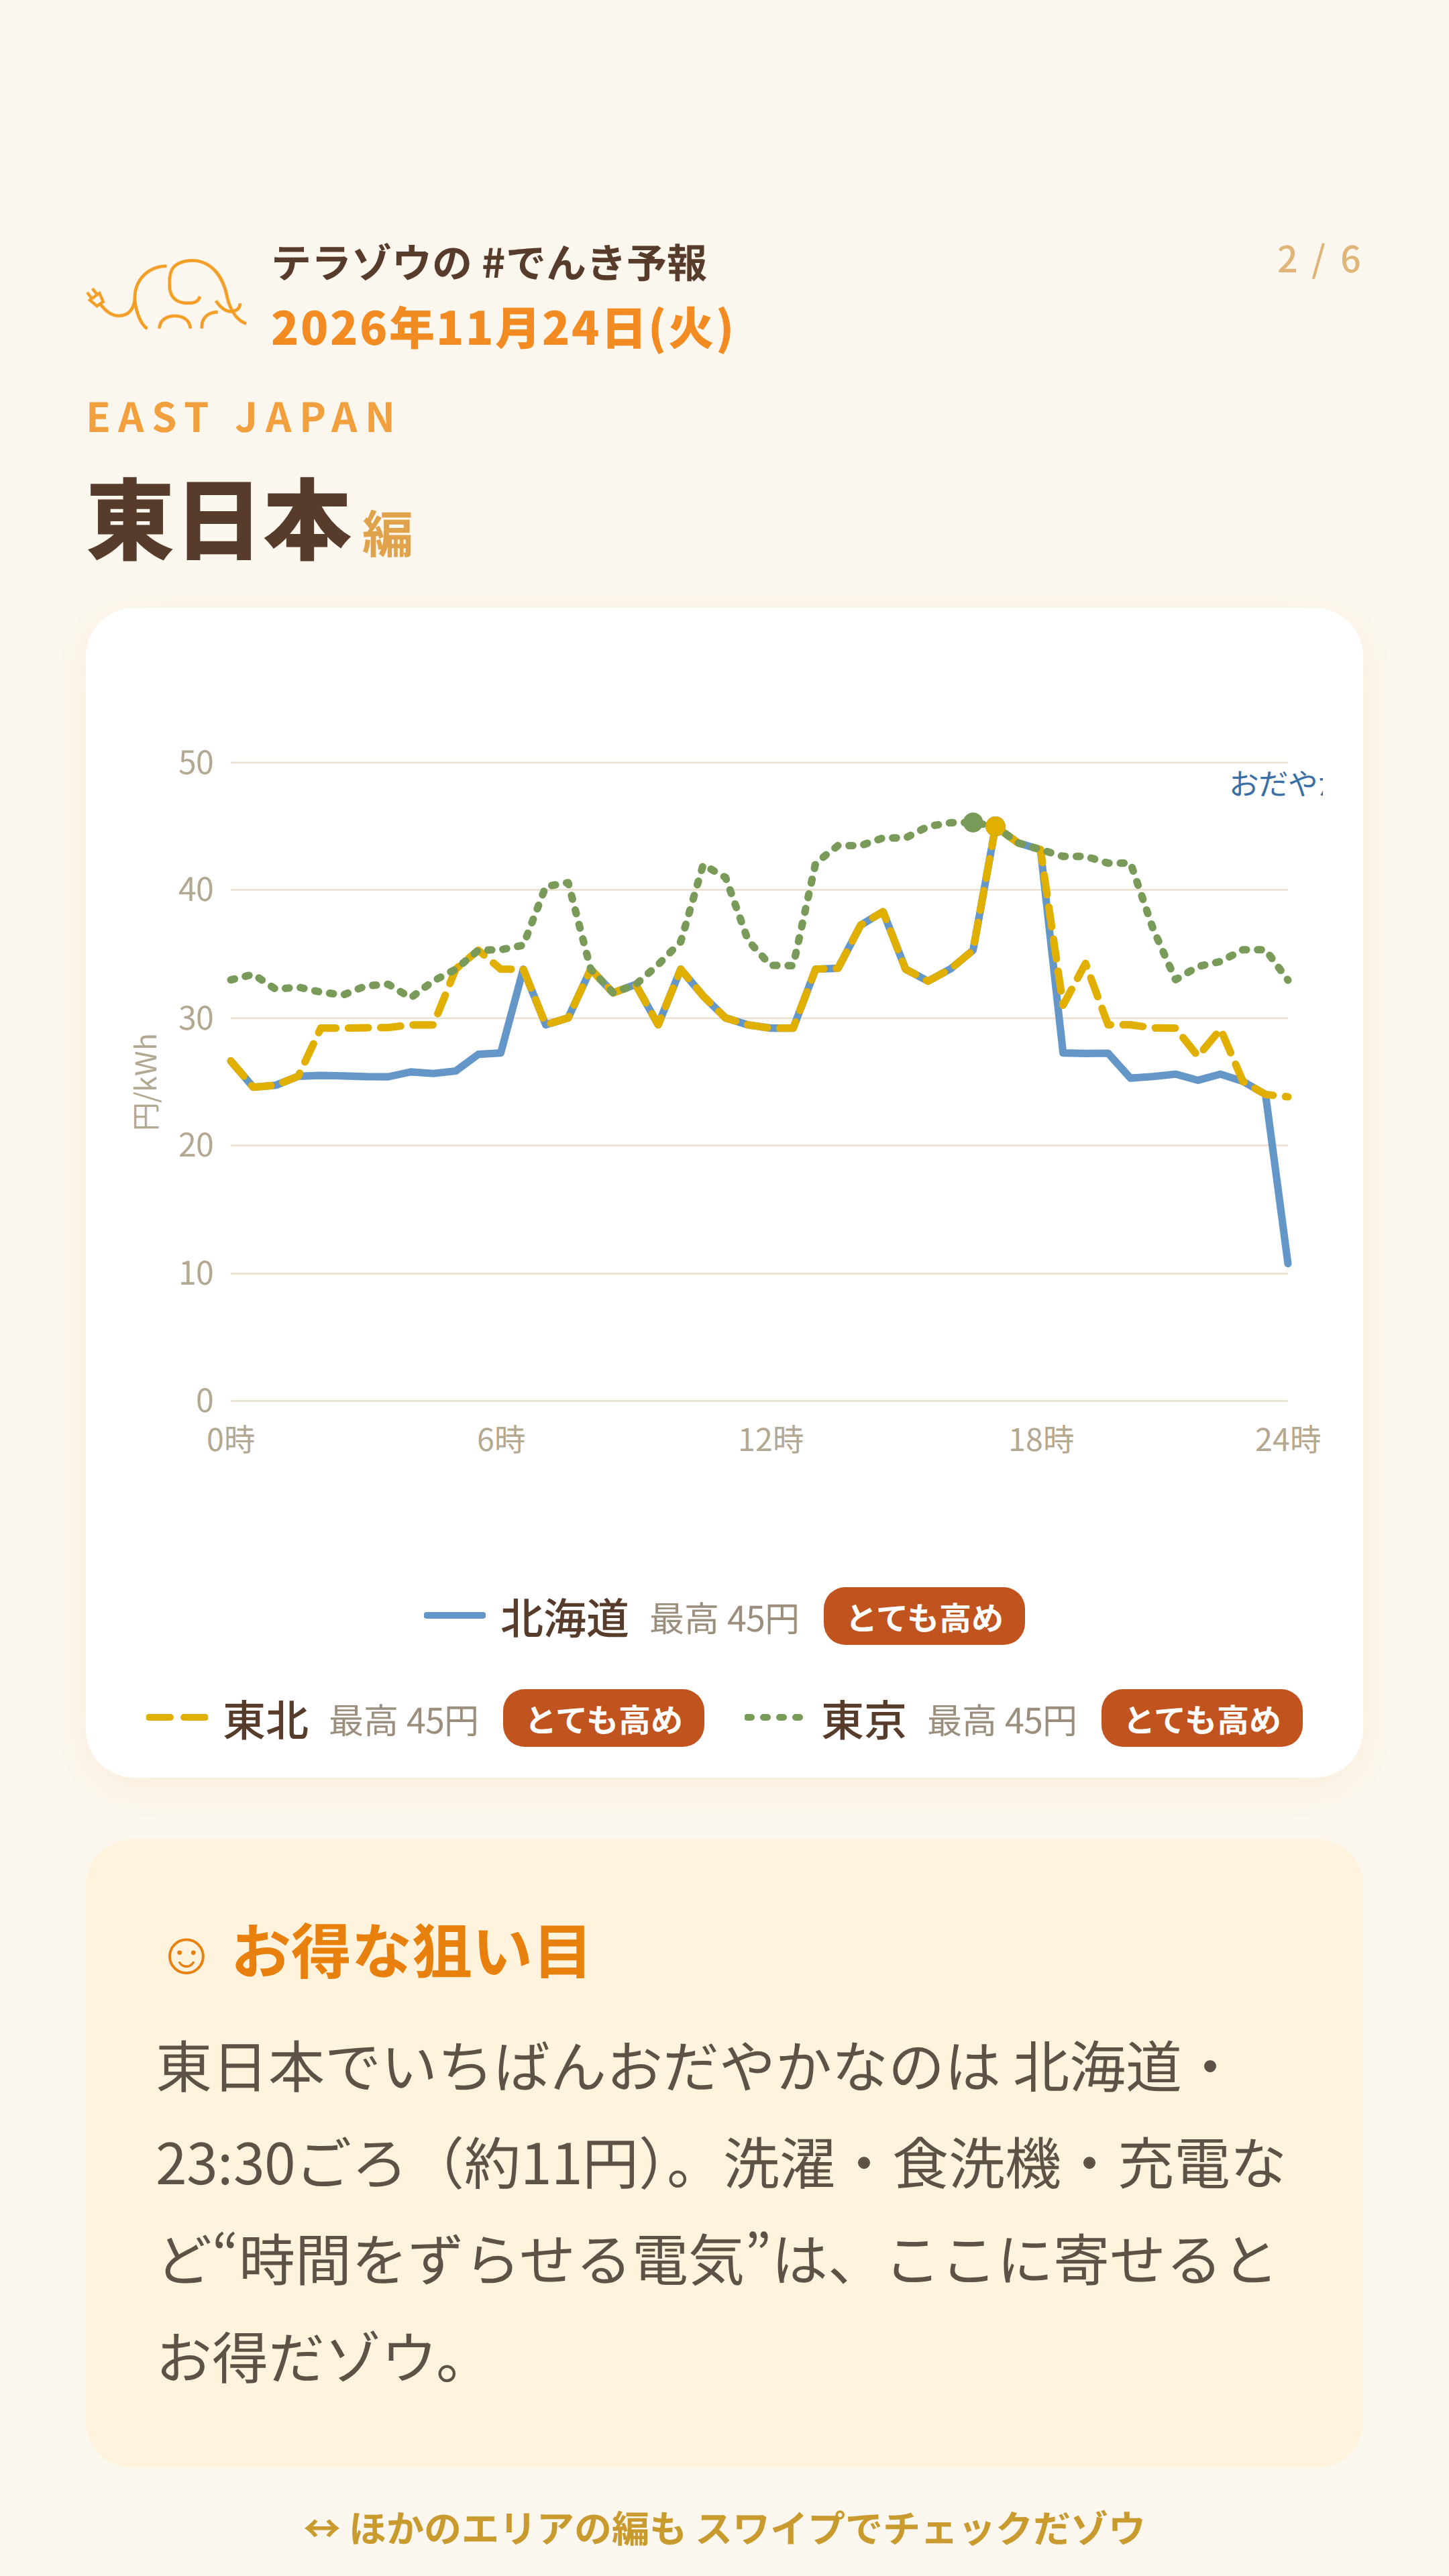 テラゾウの #でんき予報
2 / 6
2026年11月24日(火)
EAST JAPAN
東日本 編
50
おだや
40
30
円/kWh
20
10
0
0時 6時 12時 18時 24時
北海道 最高 45円 とても高め
東北 最高 45円 とても高め 東京 最高 45円 とても高め
☺ お得な狙い目
東日本でいちばんおだやかなのは 北海道・
23:30ごろ（約11円）。洗濯・食洗機・充電な
ど“時間をずらせる電気”は、ここに寄せると
お得だゾウ。
↔ ほかのエリアの編も スワイプでチェックだゾウ